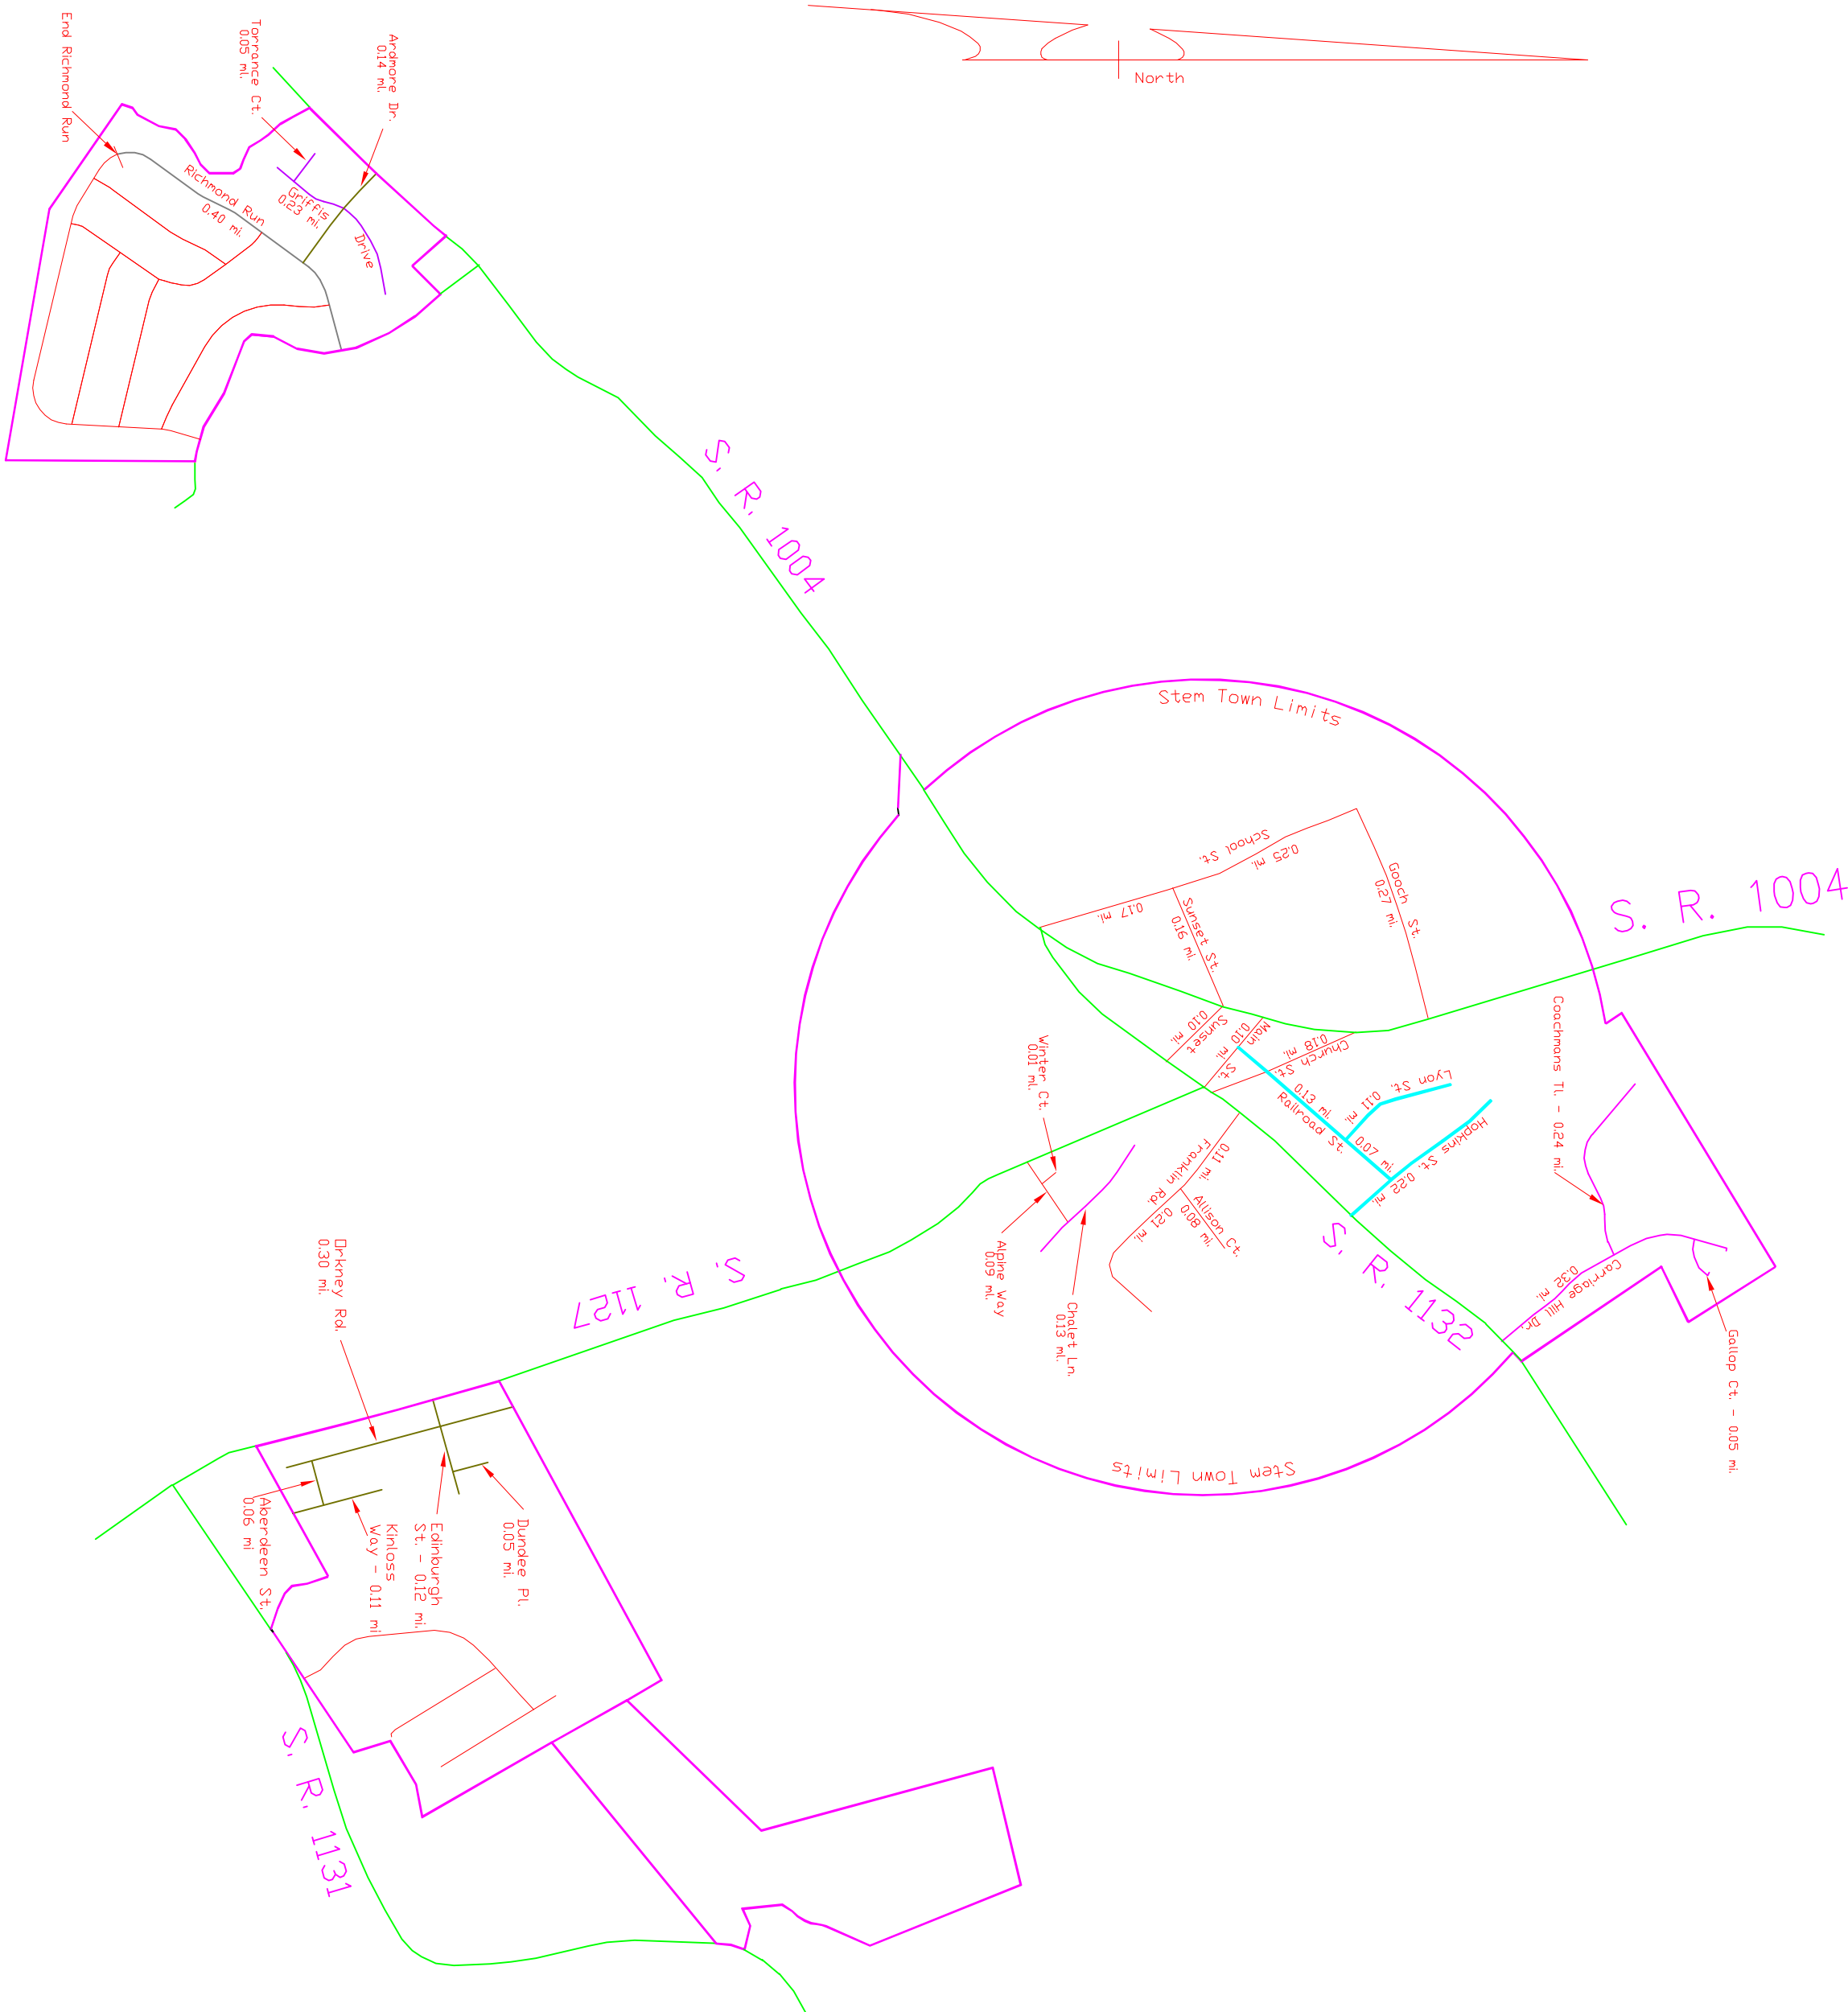 North
End Richmond Run
Torrance Ct.
0.05 mi.
Ardmore Dr.
0.14 mi.
Richmond Run
0.40 mi.
Griffis
0.23 mi.
Drive
S. R. 1004
Stem Town Limits
School St.
0.25 mi.
0.17 mi.
Sunset St.
0.16 mi.
Gooch St.
0.27 mi.
S. R. 1004
Sunset
0.10 mi.
Main St.
0.10 mi.
Church St.
0.18 mi.
0.13 mi.
Railroad St.
0.07 mi.
Lyon St.
0.11 mi.
Hopkins St. 0.22 mi.
Coachmans Tl. - 0.24 mi.
Carriage Hill Dr.
0.32 mi.
Gallop Ct. - 0.05 mi.
Winter Ct.
0.01 mi.
Alpine Way
0.09 mi.
Chalet Ln.
0.13 mi.
Franklin Rd.
0.11 mi.
0.21 mi.
Allison Ct.
0.08 mi.
S. R. 1132
S. R. 1127
Stem Town Limits
Orkney Rd.
0.30 mi.
Aberdeen St.
0.06 mi
Kinloss
Way - 0.11 mi
Edinburgh
St. - 0.12 mi.
Dundee Pl.
0.05 mi.
S. R. 1131